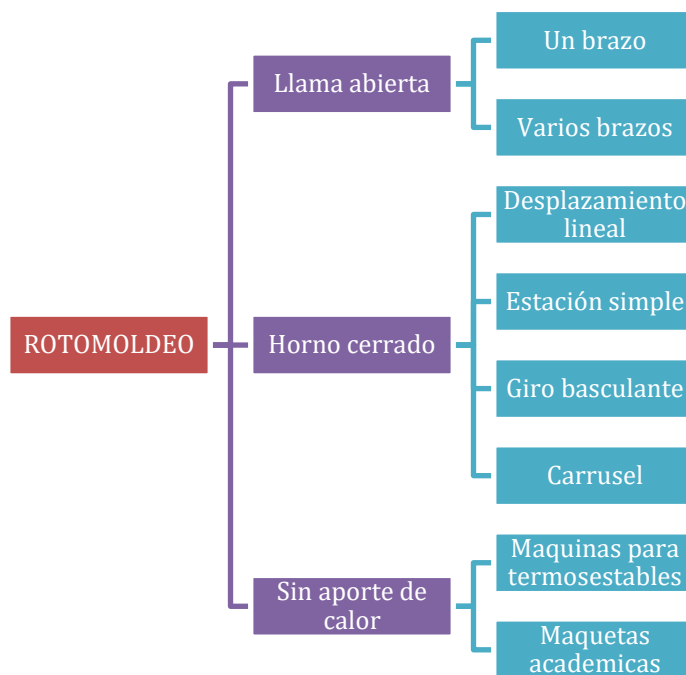 ROTOMOLDEO
Llama abierta
Un brazo
Varios brazos
Horno cerrado
Desplazamiento
lineal
Estación simple
Giro basculante
Carrusel
Sin aporte de
calor
Maquinas para
termosestables
Maquetas
academicas